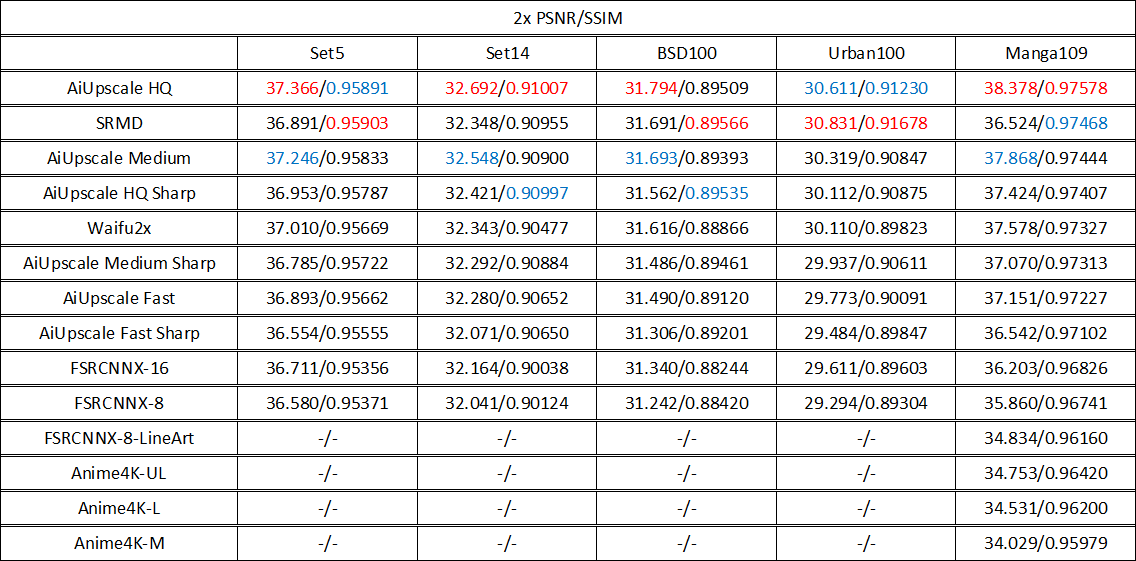 2x PSNR/SSIM
Set5 Set14 BSD100 Urban100 Manga109
AiUpscale HQ 37.366/0.95891 32.692/0.91007 31.794/0.89509 30.611/0.91230 38.378/0.97578
SRMD 36.891/0.95903 32.348/0.90955 31.691/0.89566 30.831/0.91678 36.524/0.97468
AiUpscale Medium 37.246/0.95833 32.548/0.90900 31.693/0.89393 30.319/0.90847 37.868/0.97444
AiUpscale HQ Sharp 36.953/0.95787 32.421/0.90997 31.562/0.89535 30.112/0.90875 37.424/0.97407
Waifu2x 37.010/0.95669 32.343/0.90477 31.616/0.88866 30.110/0.89823 37.578/0.97327
AiUpscale Medium Sharp 36.785/0.95722 32.292/0.90884 31.486/0.89461 29.937/0.90611 37.070/0.97313
AiUpscale Fast 36.893/0.95662 32.280/0.90652 31.490/0.89120 29.773/0.90091 37.151/0.97227
AiUpscale Fast Sharp 36.554/0.95555 32.071/0.90650 31.306/0.89201 29.484/0.89847 36.542/0.97102
FSRCNNX-16 36.711/0.95356 32.164/0.90038 31.340/0.88244 29.611/0.89603 36.203/0.96826
FSRCNNX-8 36.580/0.95371 32.041/0.90124 31.242/0.88420 29.294/0.89304 35.860/0.96741
FSRCNNX-8-LineArt -/- -/- -/- -/- 34.834/0.96160
Anime4K-UL -/- -/- -/- -/- 34.753/0.96420
Anime4K-L -/- -/- -/- -/- 34.531/0.96200
Anime4K-M -/- -/- -/- -/- 34.029/0.95979